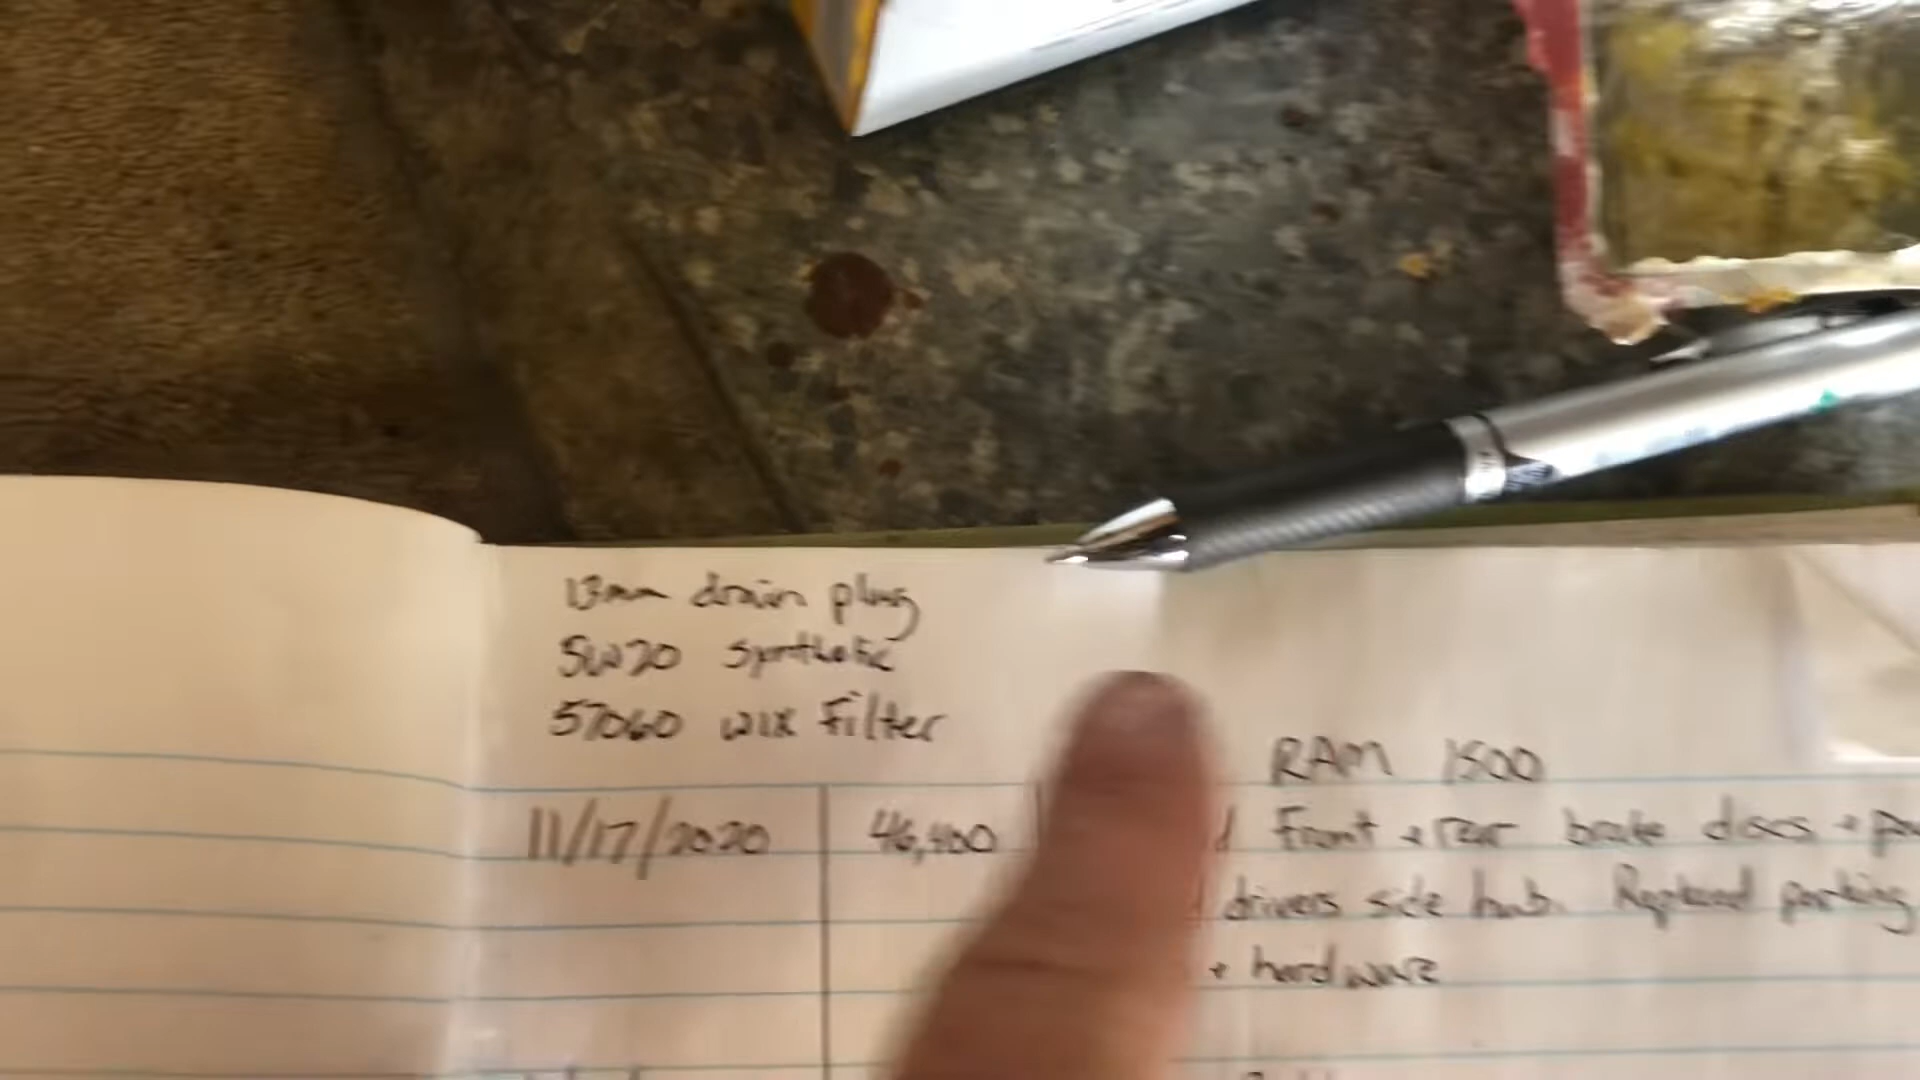 13mm drain plug
5W20 synthetic
57060 WIX Filter
RAM 1500
11/17/2020 46,400 Front + rear brake discs +
drivers side hub. Replaced parking
+ hardware